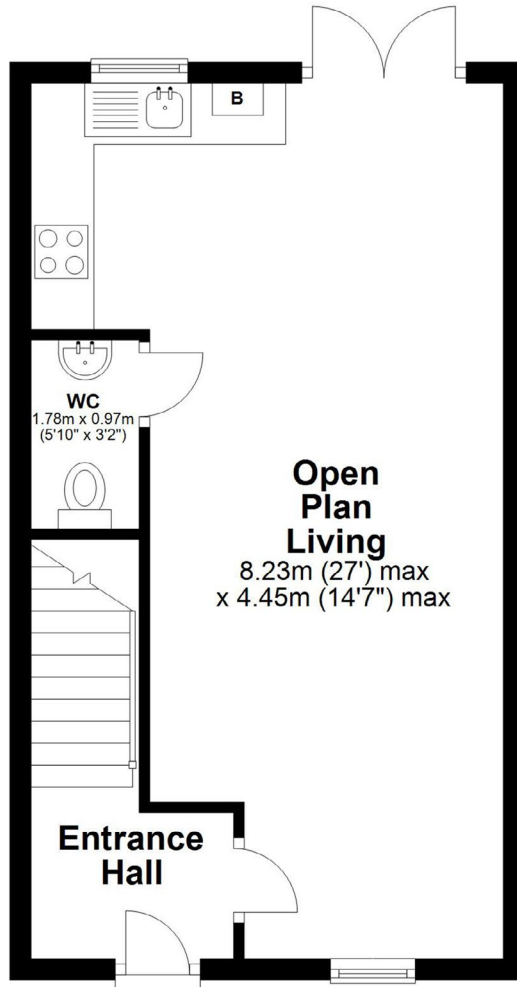 B
WC
1.78m x 0.97m
(5'10" x 3'2")
Open
Plan
Living
8.23m (27') max
x 4.45m (14'7") max
Entrance
Hall